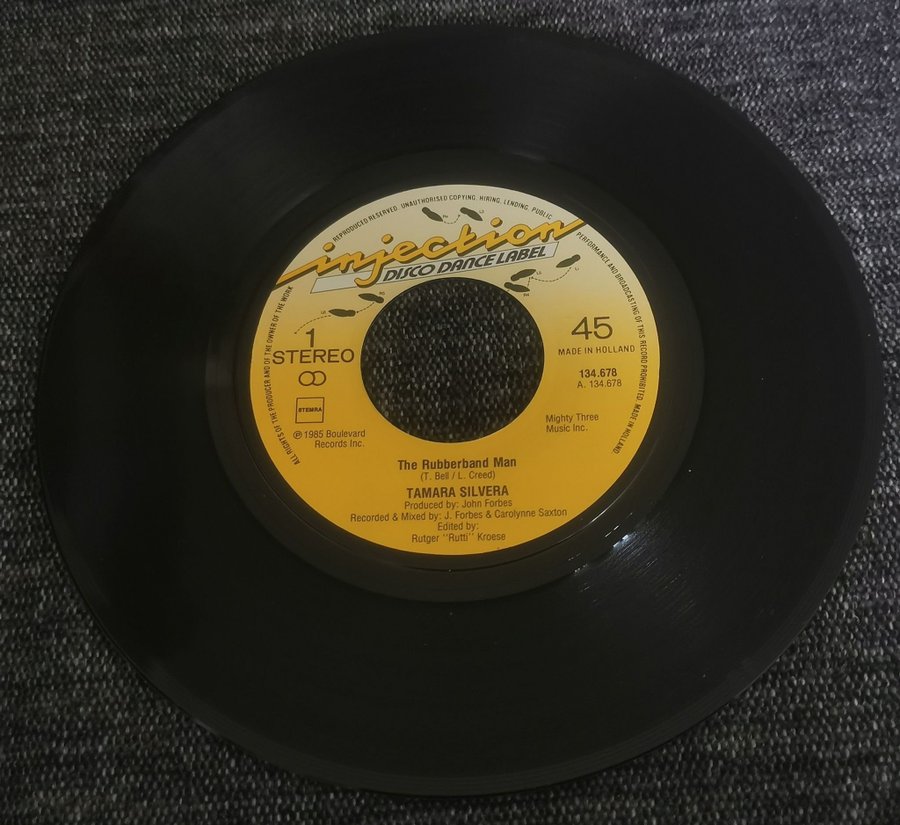 REPRODUCED RESERVED. UNAUTHORISED COPYING. HIRING. LENDING. PUBLIC
PERFORMANCE AND BROADCASTING OF THIS RECORD PROHIBITED. MADE IN HOLLAND
ALL RIGHTS OF THE PRODUCER AND OF THE OWNER OF THE WORK
injection
DISCO DANCE LABEL
1
STEREO
STEMRA
℗ 1985 Boulevard
Records Inc.
45
MADE IN HOLLAND
134.678
A. 134.678
Mighty Three
Music Inc.
The Rubberband Man
(T. Bell / L. Creed)
TAMARA SILVERA
Produced by: John Forbes
Recorded & Mixed by: J. Forbes & Carolynne Saxton
Edited by:
Rutger "Rutti" Kroese